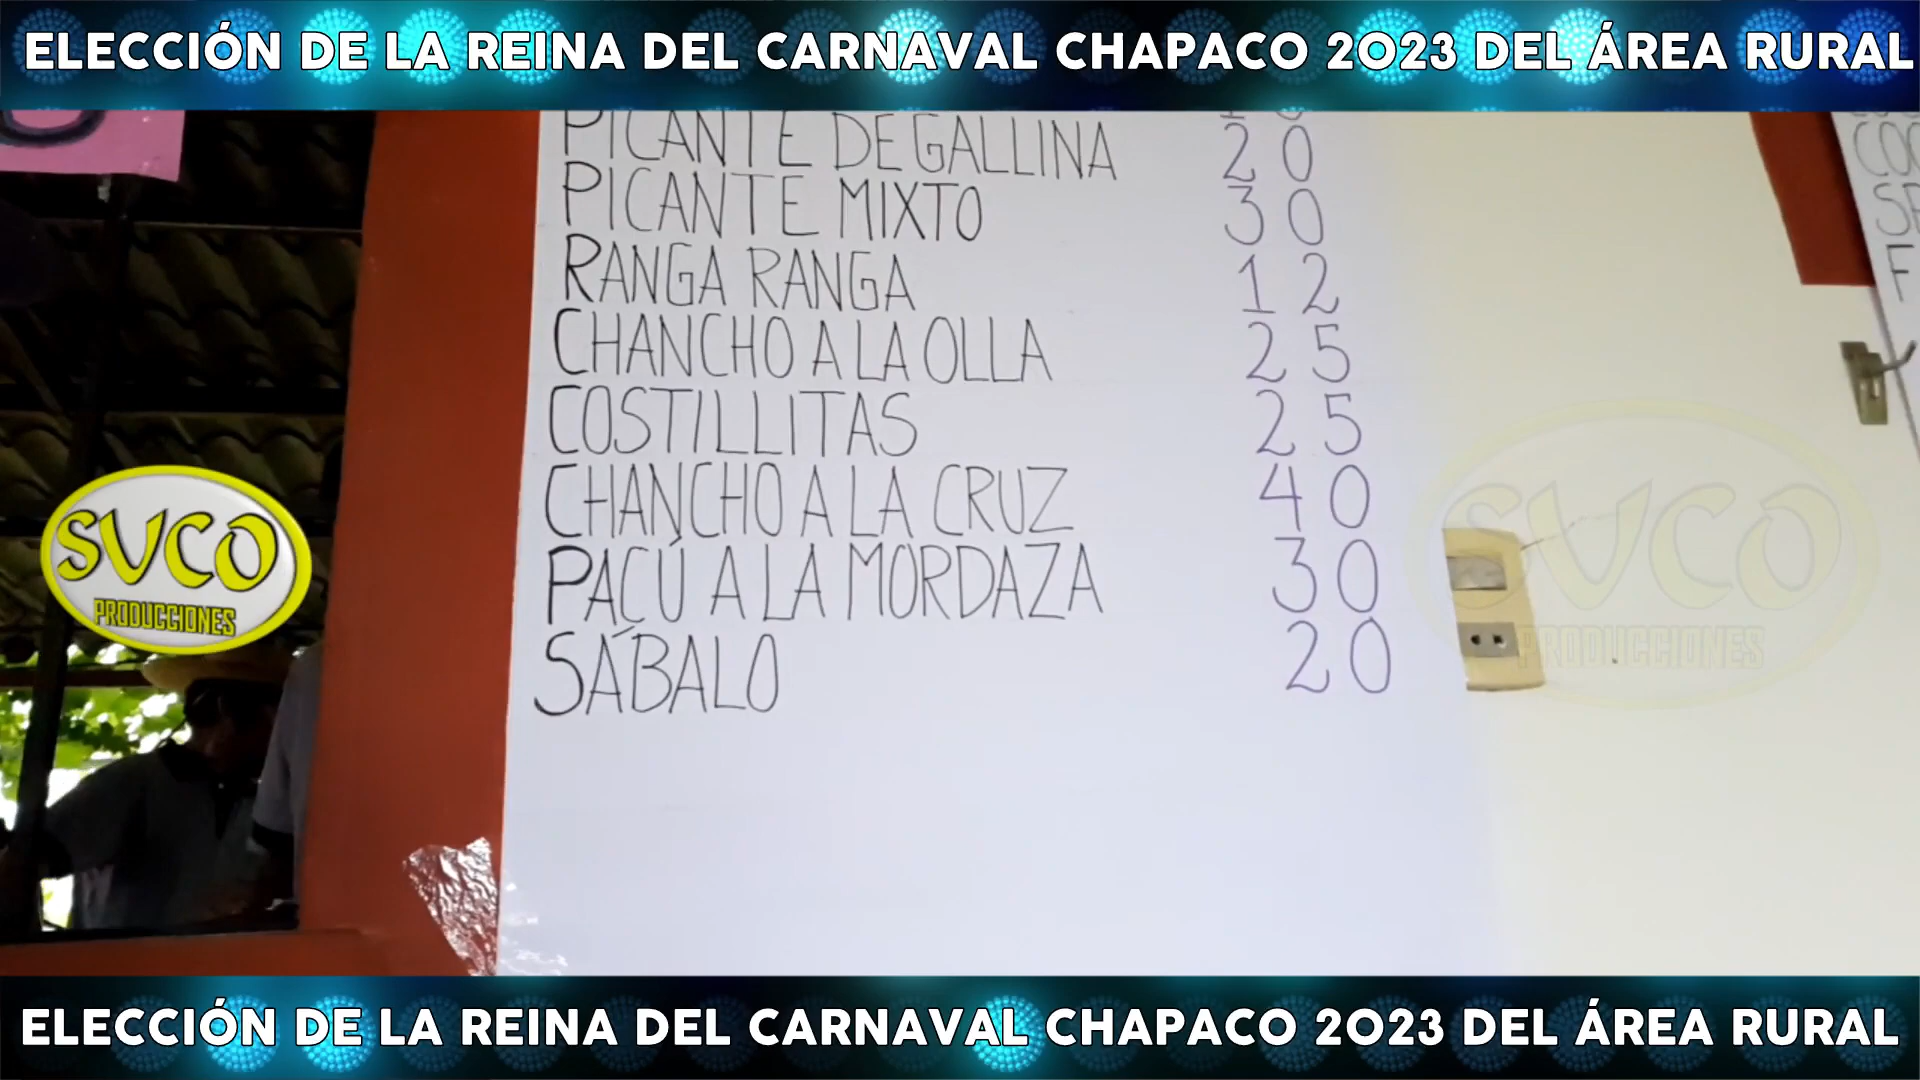 ELECCIÓN DE LA REINA DEL CARNAVAL CHAPACO 2023 DEL ÁREA RURAL
PICANTE DE GALLINA 20
PICANTE MIXTO 30
RANGA RANGA 12
CHANCHO A LA OLLA 25
COSTILLITAS 25
CHANCHO A LA CRUZ 40
PACÚ A LA MORDAZA 30
SÁBALO 20
SVCO
PRODUCCIONES
SVCO
PRODUCCIONES
ELECCIÓN DE LA REINA DEL CARNAVAL CHAPACO 2023 DEL ÁREA RURAL